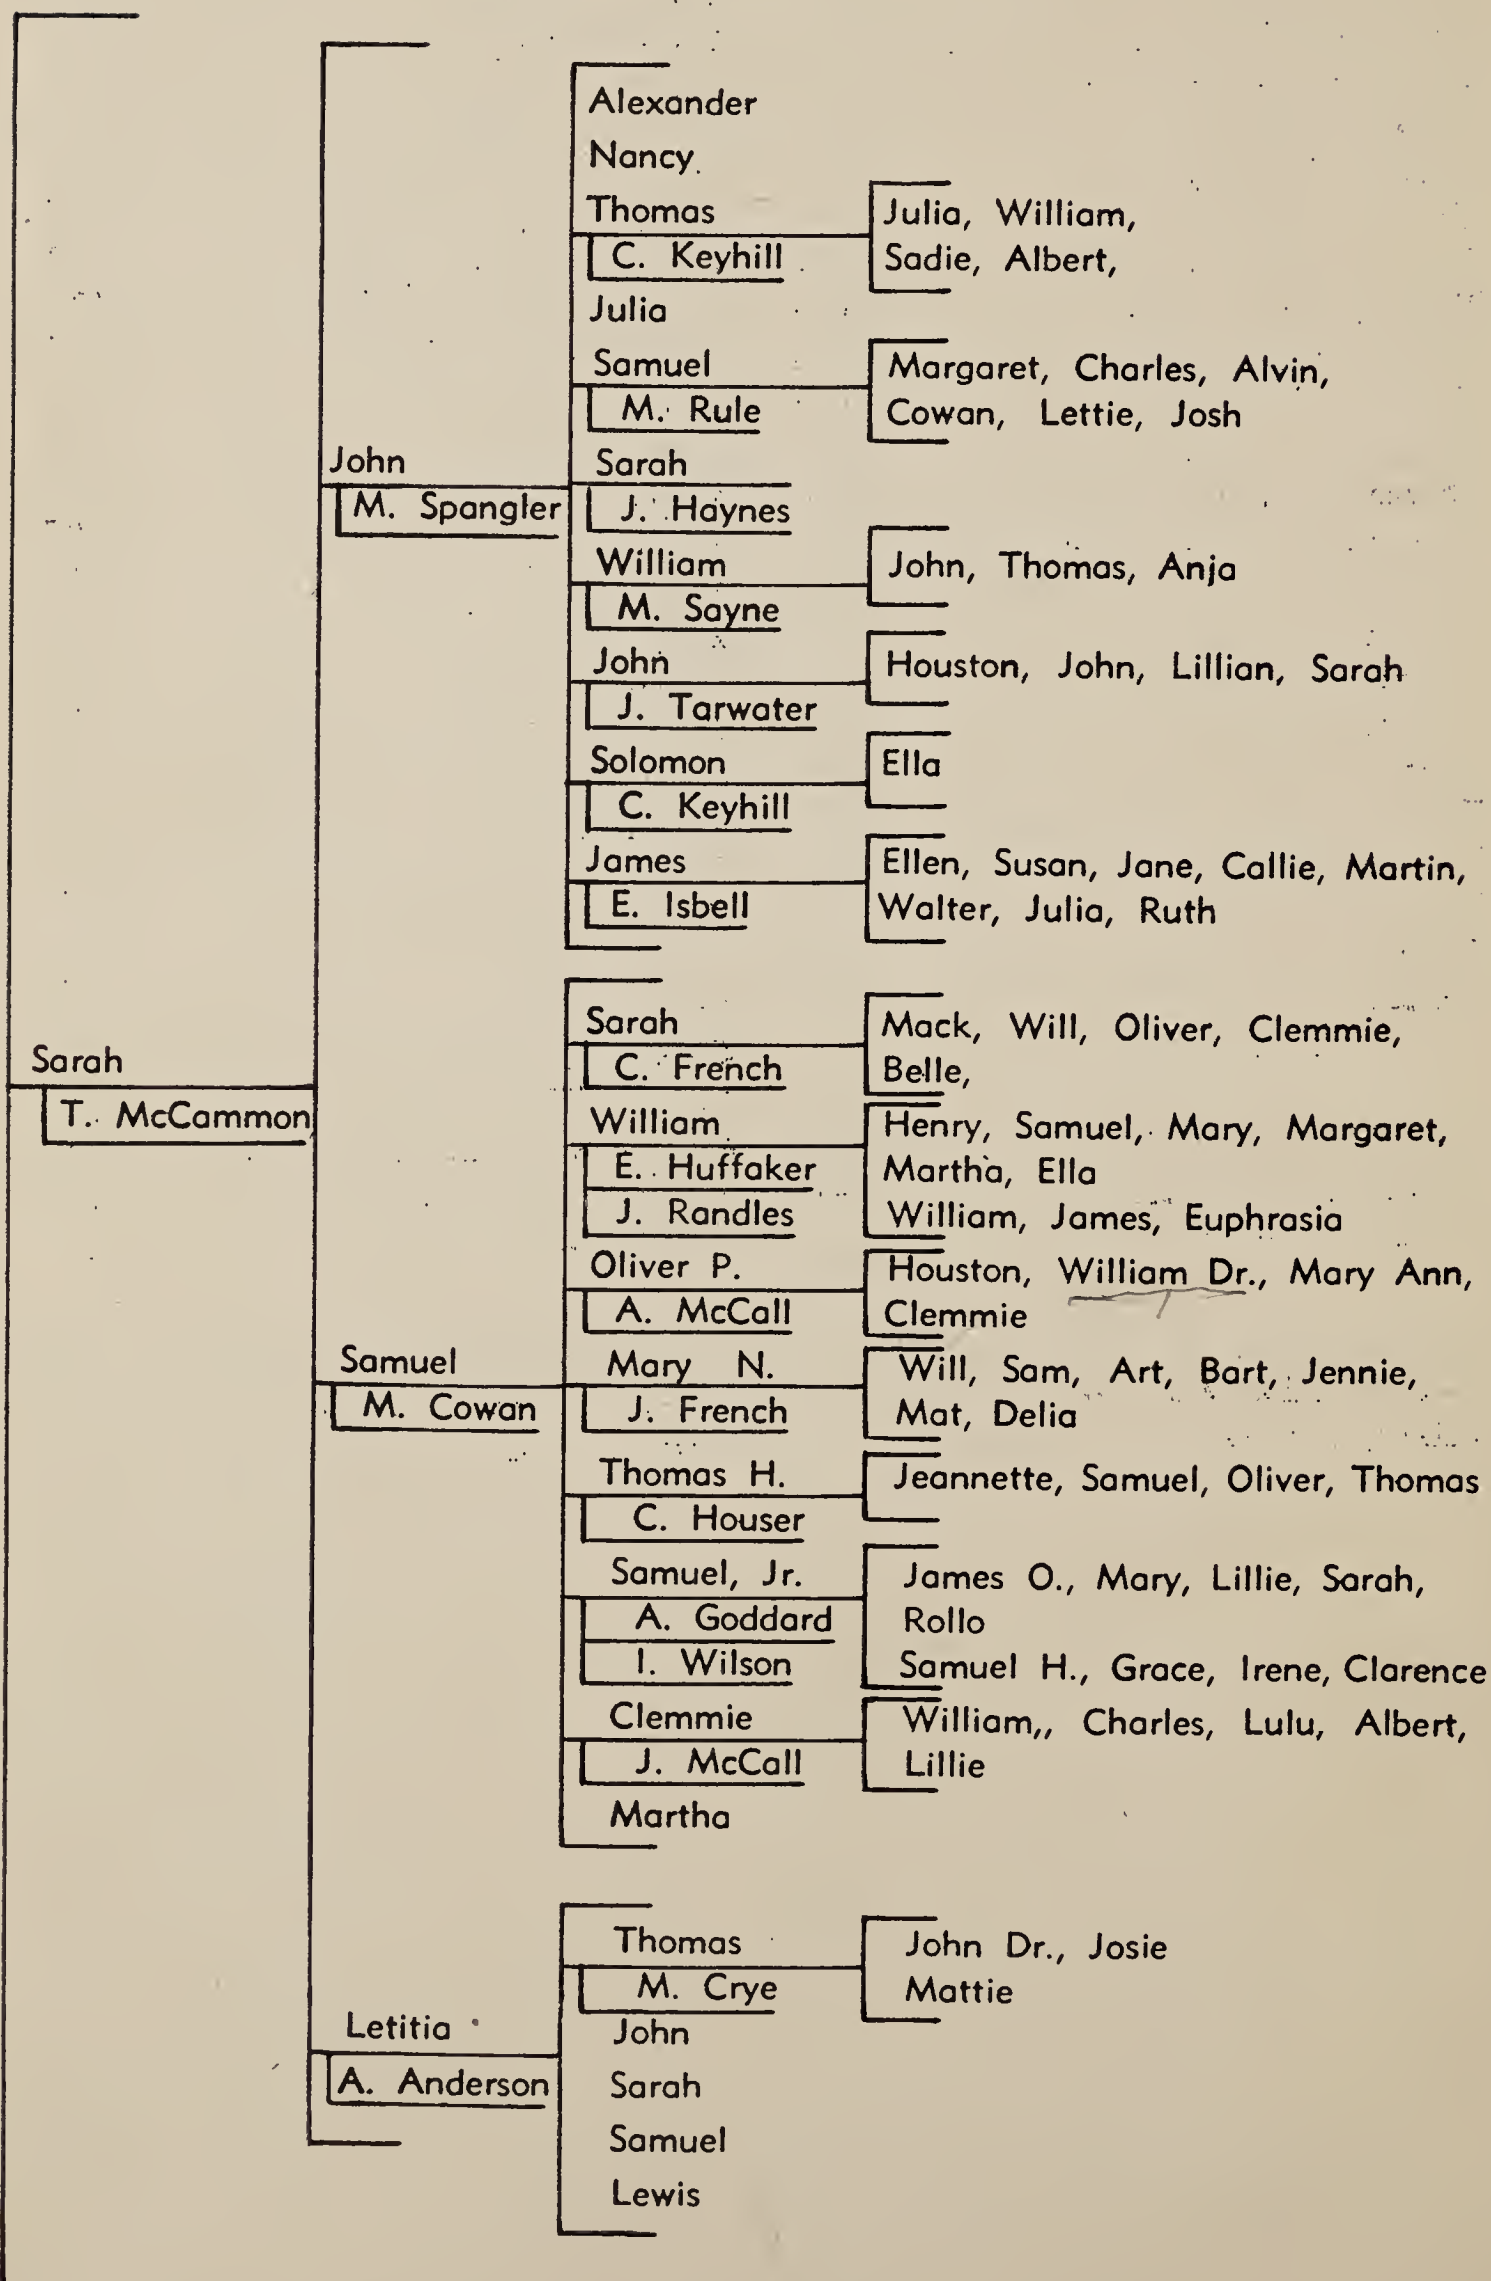 Alexander
Nancy
Thomas
C. Keyhill
Julia, William,
Sadie, Albert,
Julia
Samuel
M. Rule
Margaret, Charles, Alvin,
Cowan, Lettie, Josh
John
M. Spangler
Sarah
J. Haynes
William
M. Sayne
John, Thomas, Anja
John
J. Tarwater
Houston, John, Lillian, Sarah
Solomon
C. Keyhill
Ella
James
E. Isbell
Ellen, Susan, Jane, Callie, Martin,
Walter, Julia, Ruth
Sarah
T. McCammon
Sarah
C. French
Mack, Will, Oliver, Clemmie,
Belle,
William
E. Huffaker
J. Randles
Henry, Samuel, Mary, Margaret,
Martha, Ella
William, James, Euphrasia
Oliver P.
A. McCall
Houston, William Dr., Mary Ann,
Clemmie
Samuel
M. Cowan
Mary N.
J. French
Will, Sam, Art, Bart, Jennie,
Mat, Delia
Thomas H.
C. Houser
Jeannette, Samuel, Oliver, Thomas
Samuel, Jr.
A. Goddard
I. Wilson
James O., Mary, Lillie, Sarah,
Rollo
Samuel H., Grace, Irene, Clarence
Clemmie
J. McCall
William,, Charles, Lulu, Albert,
Lillie
Martha
Letitia
A. Anderson
Thomas
M. Crye
John Dr., Josie
Mattie
John
Sarah
Samuel
Lewis